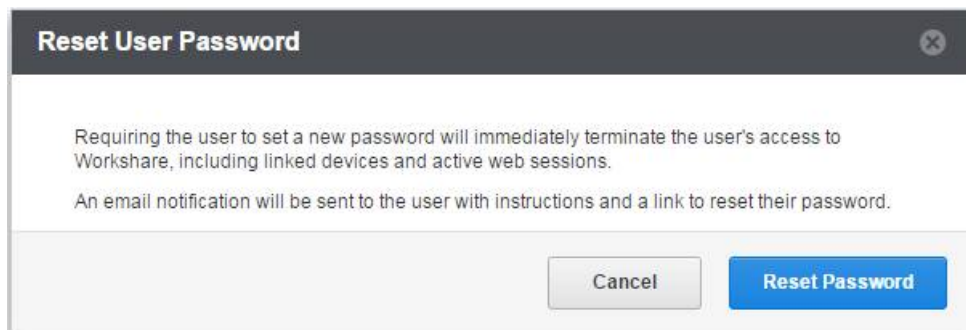 Reset User Password
Requiring the user to set a new password will immediately terminate the user's access to
Workshare, including linked devices and active web sessions.
An email notification will be sent to the user with instructions and a link to reset their password.
Cancel
Reset Password